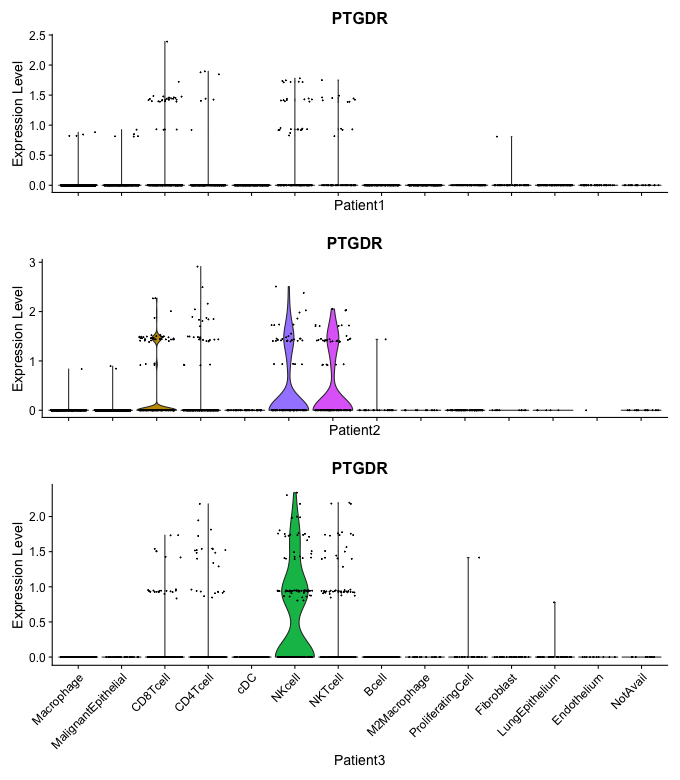 PTGDR
Expression Level
2.5
2.0
1.5
1.0
0.5
0.0
Patient1
PTGDR
Expression Level
3
2
1
0
Patient2
PTGDR
Expression Level
2.0
1.5
1.0
0.5
0.0
Macrophage
MalignantEpithelial
CD8Tcell
CD4Tcell
cDC
NKcell
NKTcell
Bcell
M2Macrophage
ProliferatingCell
Fibroblast
LungEpithelium
Endothelium
NotAvail
Patient3